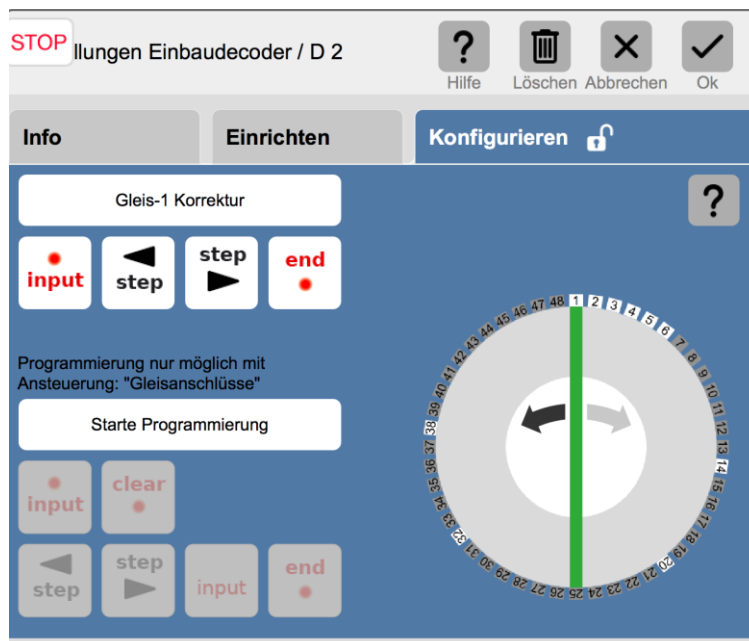 STOP
llungen Einbaudecoder / D 2
Hilfe
Löschen
Abbrechen
Ok
Info
Einrichten
Konfigurieren
?
Gleis-1 Korrektur
input
step
step
end
Programmierung nur möglich mit
Ansteuerung: "Gleisanschlüsse"
Starte Programmierung
input
clear
step
step
input
end
1 2 3 4 5 6 7 8 9 10 11 12 13 14 15 16 17 18 19 20 21 22 23 24 25 26 27 28 29 30 31 32 33 34 35 36 37 38 39 40 41 42 43 44 45 46 47 48